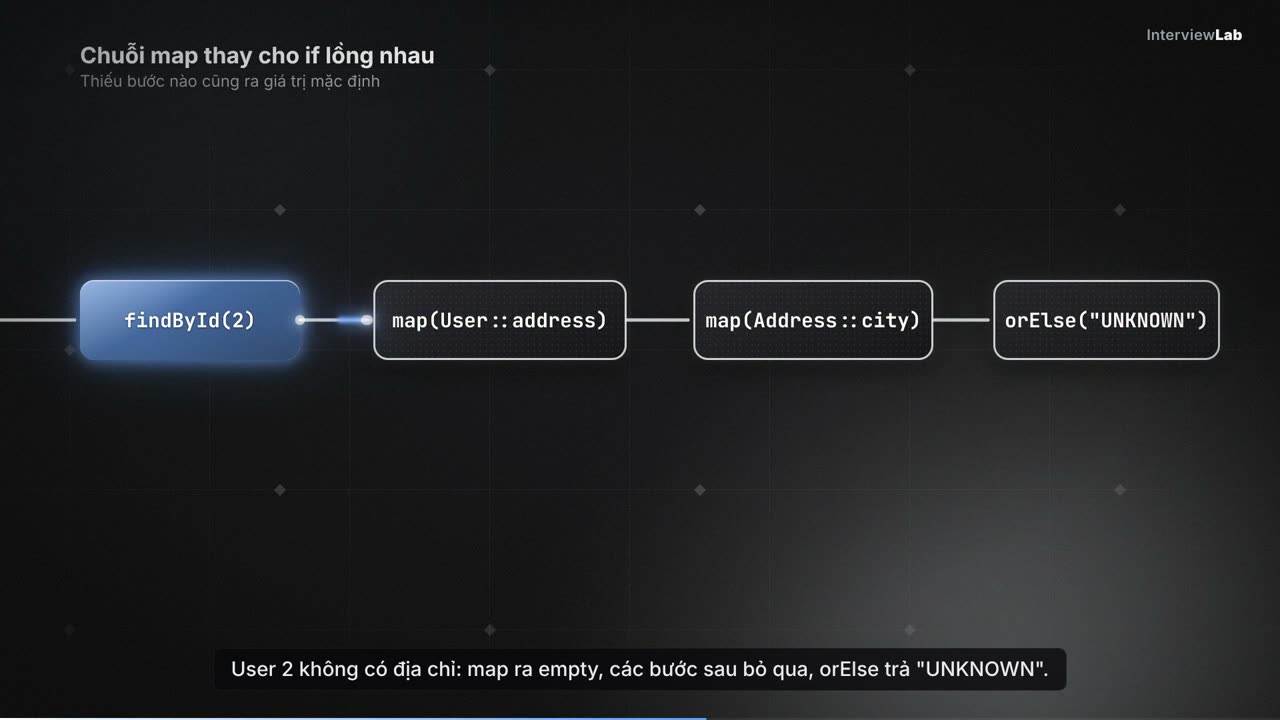 Chuỗi map thay cho if lồng nhau
Thiếu bước nào cũng ra giá trị mặc định
InterviewLab
findById(2)
map(User::address)
map(Address::city)
orElse("UNKNOWN")
User 2 không có địa chỉ: map ra empty, các bước sau bỏ qua, orElse trả "UNKNOWN".